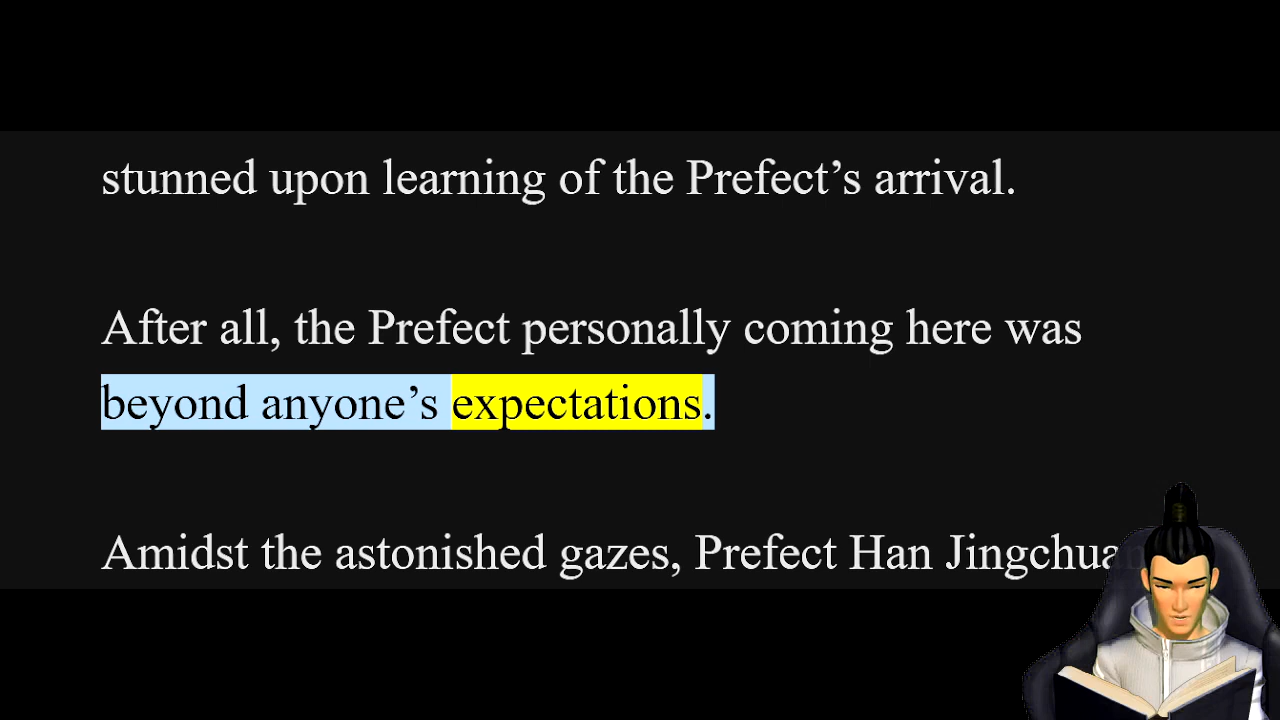 stunned upon learning of the Prefect’s arrival.
After all, the Prefect personally coming here was
beyond anyone’s expectations.
Amidst the astonished gazes, Prefect Han Jingchuan